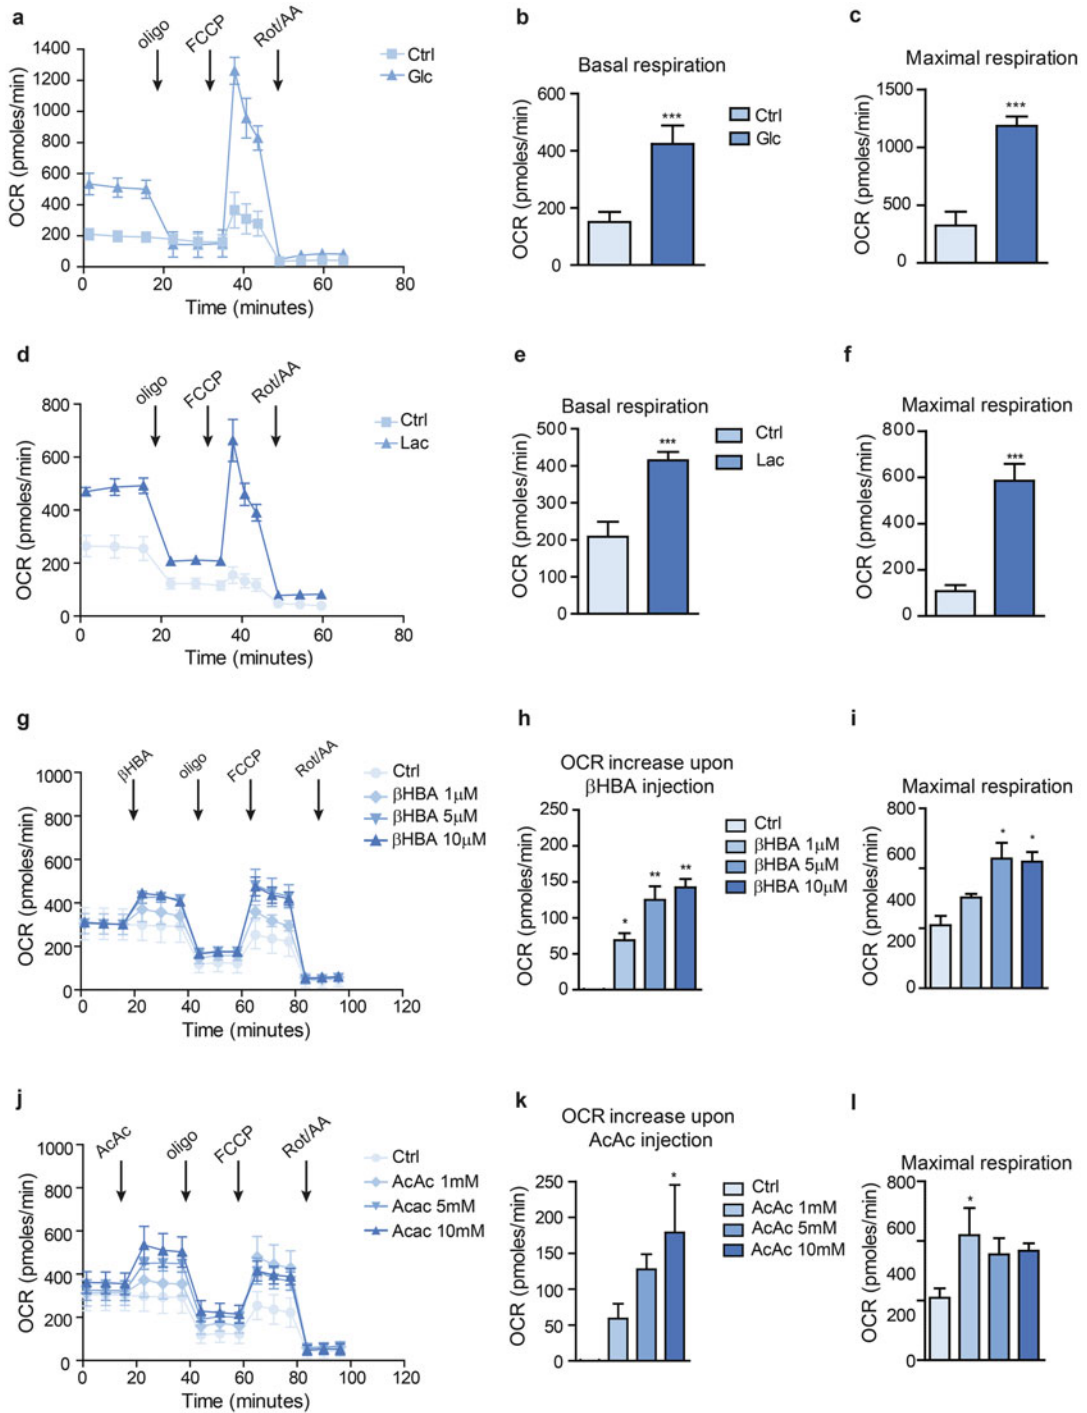 a
oligo
FCCP
Rot/AA
1400
1200
1000
800
600
400
200
0
OCR (pmoles/min)
0
20
40
60
80
Time (minutes)
Ctrl
Glc
b
Basal respiration
600
400
200
0
OCR (pmoles/min)
***
Ctrl
Glc
c
Maximal respiration
1500
1000
500
0
OCR (pmoles/min)
***
d
oligo
FCCP
Rot/AA
800
600
400
200
0
OCR (pmoles/min)
0
20
40
60
80
Time (minutes)
Ctrl
Lac
e
Basal respiration
500
400
300
200
100
0
OCR (pmoles/min)
***
Ctrl
Lac
f
Maximal respiration
800
600
400
200
0
OCR (pmoles/min)
***
g
βHBA
oligo
FCCP
Rot/AA
1000
800
600
400
200
0
OCR (pmoles/min)
0
20
40
60
80
100
120
Time (minutes)
Ctrl
βHBA 1μM
βHBA 5μM
βHBA 10μM
h
OCR increase upon
βHBA injection
250
200
150
100
50
0
OCR (pmoles/min)
*
**
**
Ctrl
βHBA 1μM
βHBA 5μM
βHBA 10μM
i
Maximal respiration
800
600
400
200
0
OCR (pmoles/min)
*
*
j
AcAc
oligo
FCCP
Rot/AA
1000
800
600
400
200
0
OCR (pmoles/min)
0
20
40
60
80
100
120
Time (minutes)
Ctrl
AcAc 1mM
Acac 5mM
Acac 10mM
k
OCR increase upon
AcAc injection
250
200
150
100
50
0
OCR (pmoles/min)
*
Ctrl
AcAc 1mM
AcAc 5mM
AcAc 10mM
l
Maximal respiration
800
600
400
200
0
OCR (pmoles/min)
*